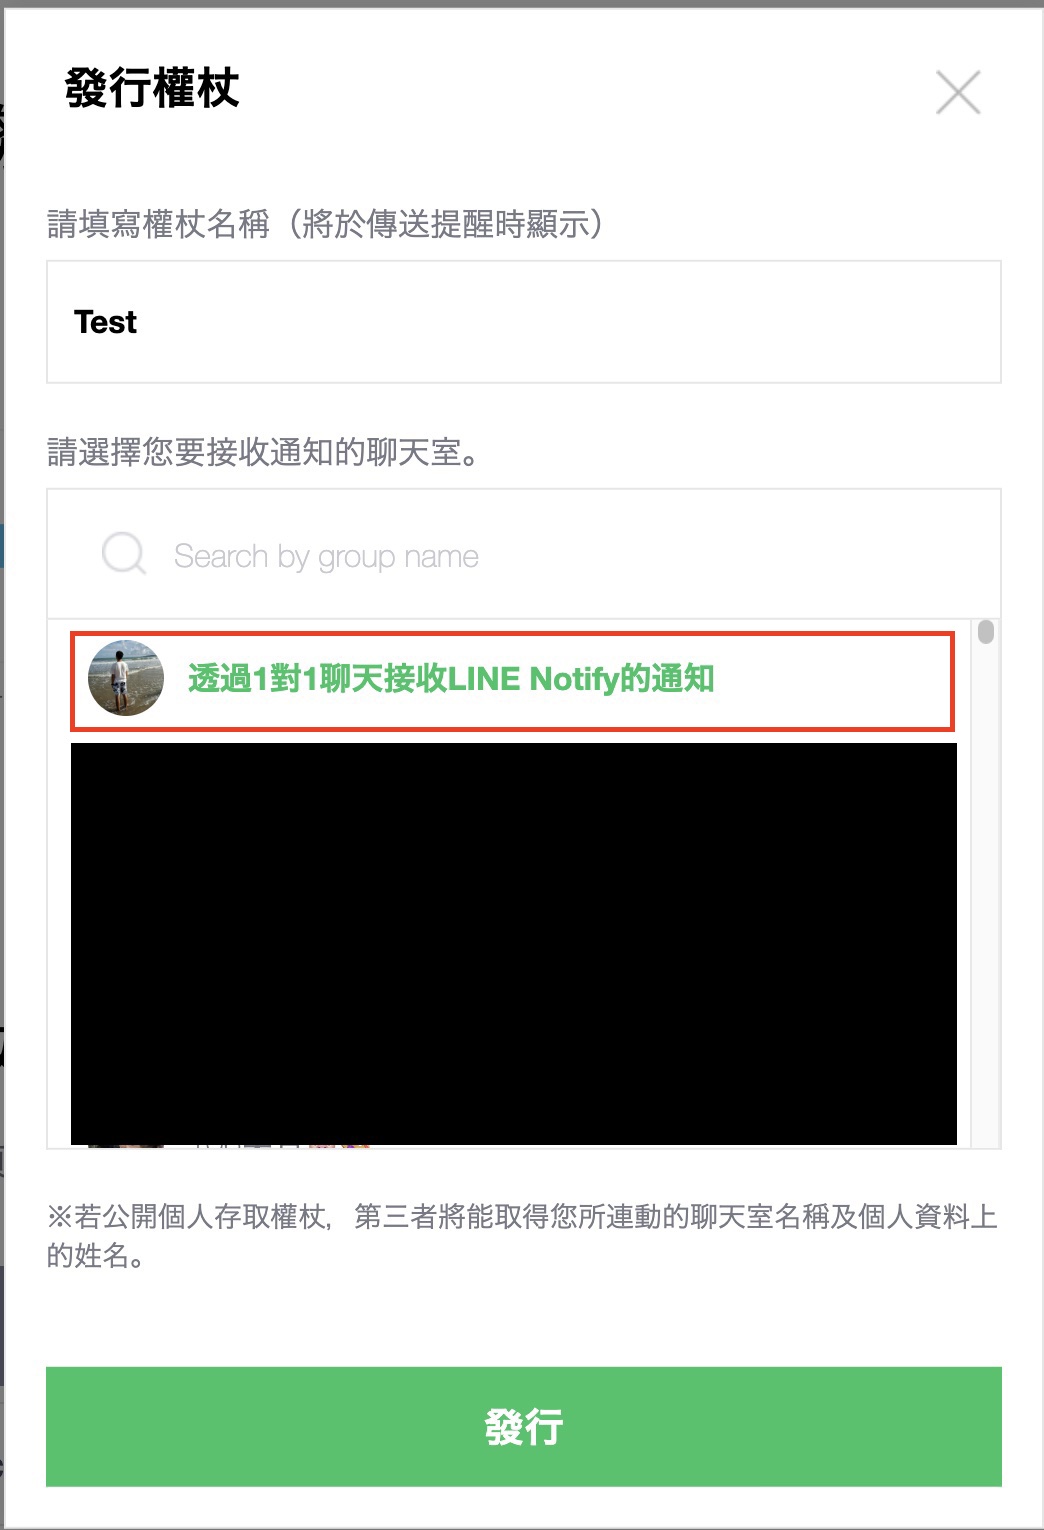 發行權杖
請填寫權杖名稱（將於傳送提醒時顯示）
Test
請選擇您要接收通知的聊天室。
Search by group name
透過1對1聊天接收LINE Notify的通知
※若公開個人存取權杖，第三者將能取得您所連動的聊天室名稱及個人資料上
的姓名。
發行